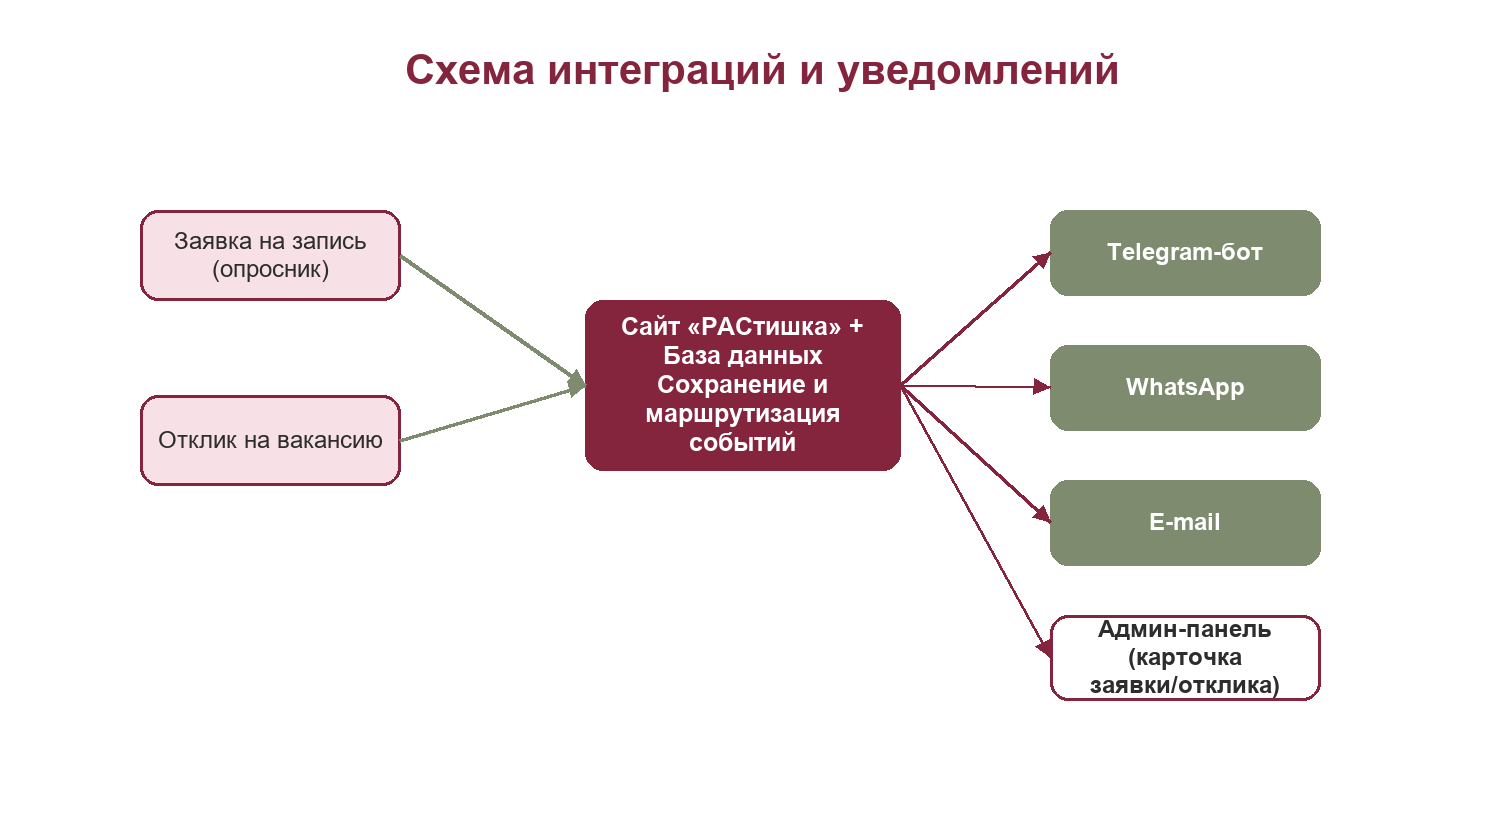 Схема интеграций и уведомлений
Заявка на запись
(опросник)
Отклик на вакансию
Сайт «РАСтишка» +
База данных
Сохранение и
маршрутизация
событий
Telegram-бот
WhatsApp
E-mail
Админ-панель
(карточка
заявки/отклика)